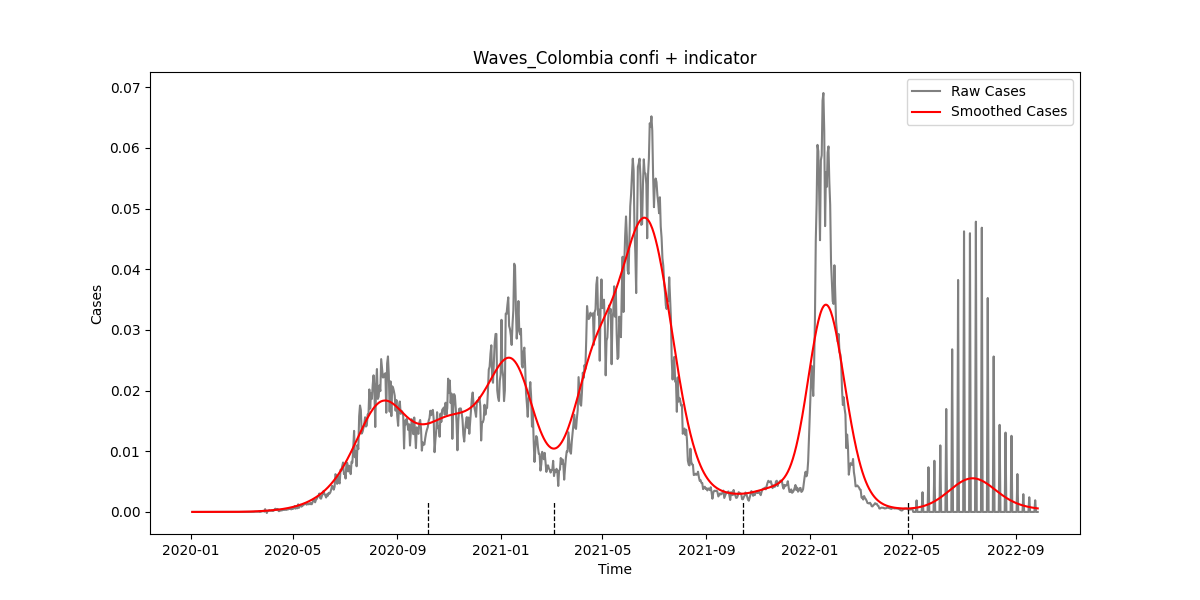 Waves_Colombia confi + indicator
Raw Cases
Smoothed Cases
Cases
0.07
0.06
0.05
0.04
0.03
0.02
0.01
0.00
2020-01 2020-05 2020-09 2021-01 2021-05 2021-09 2022-01 2022-05 2022-09
Time